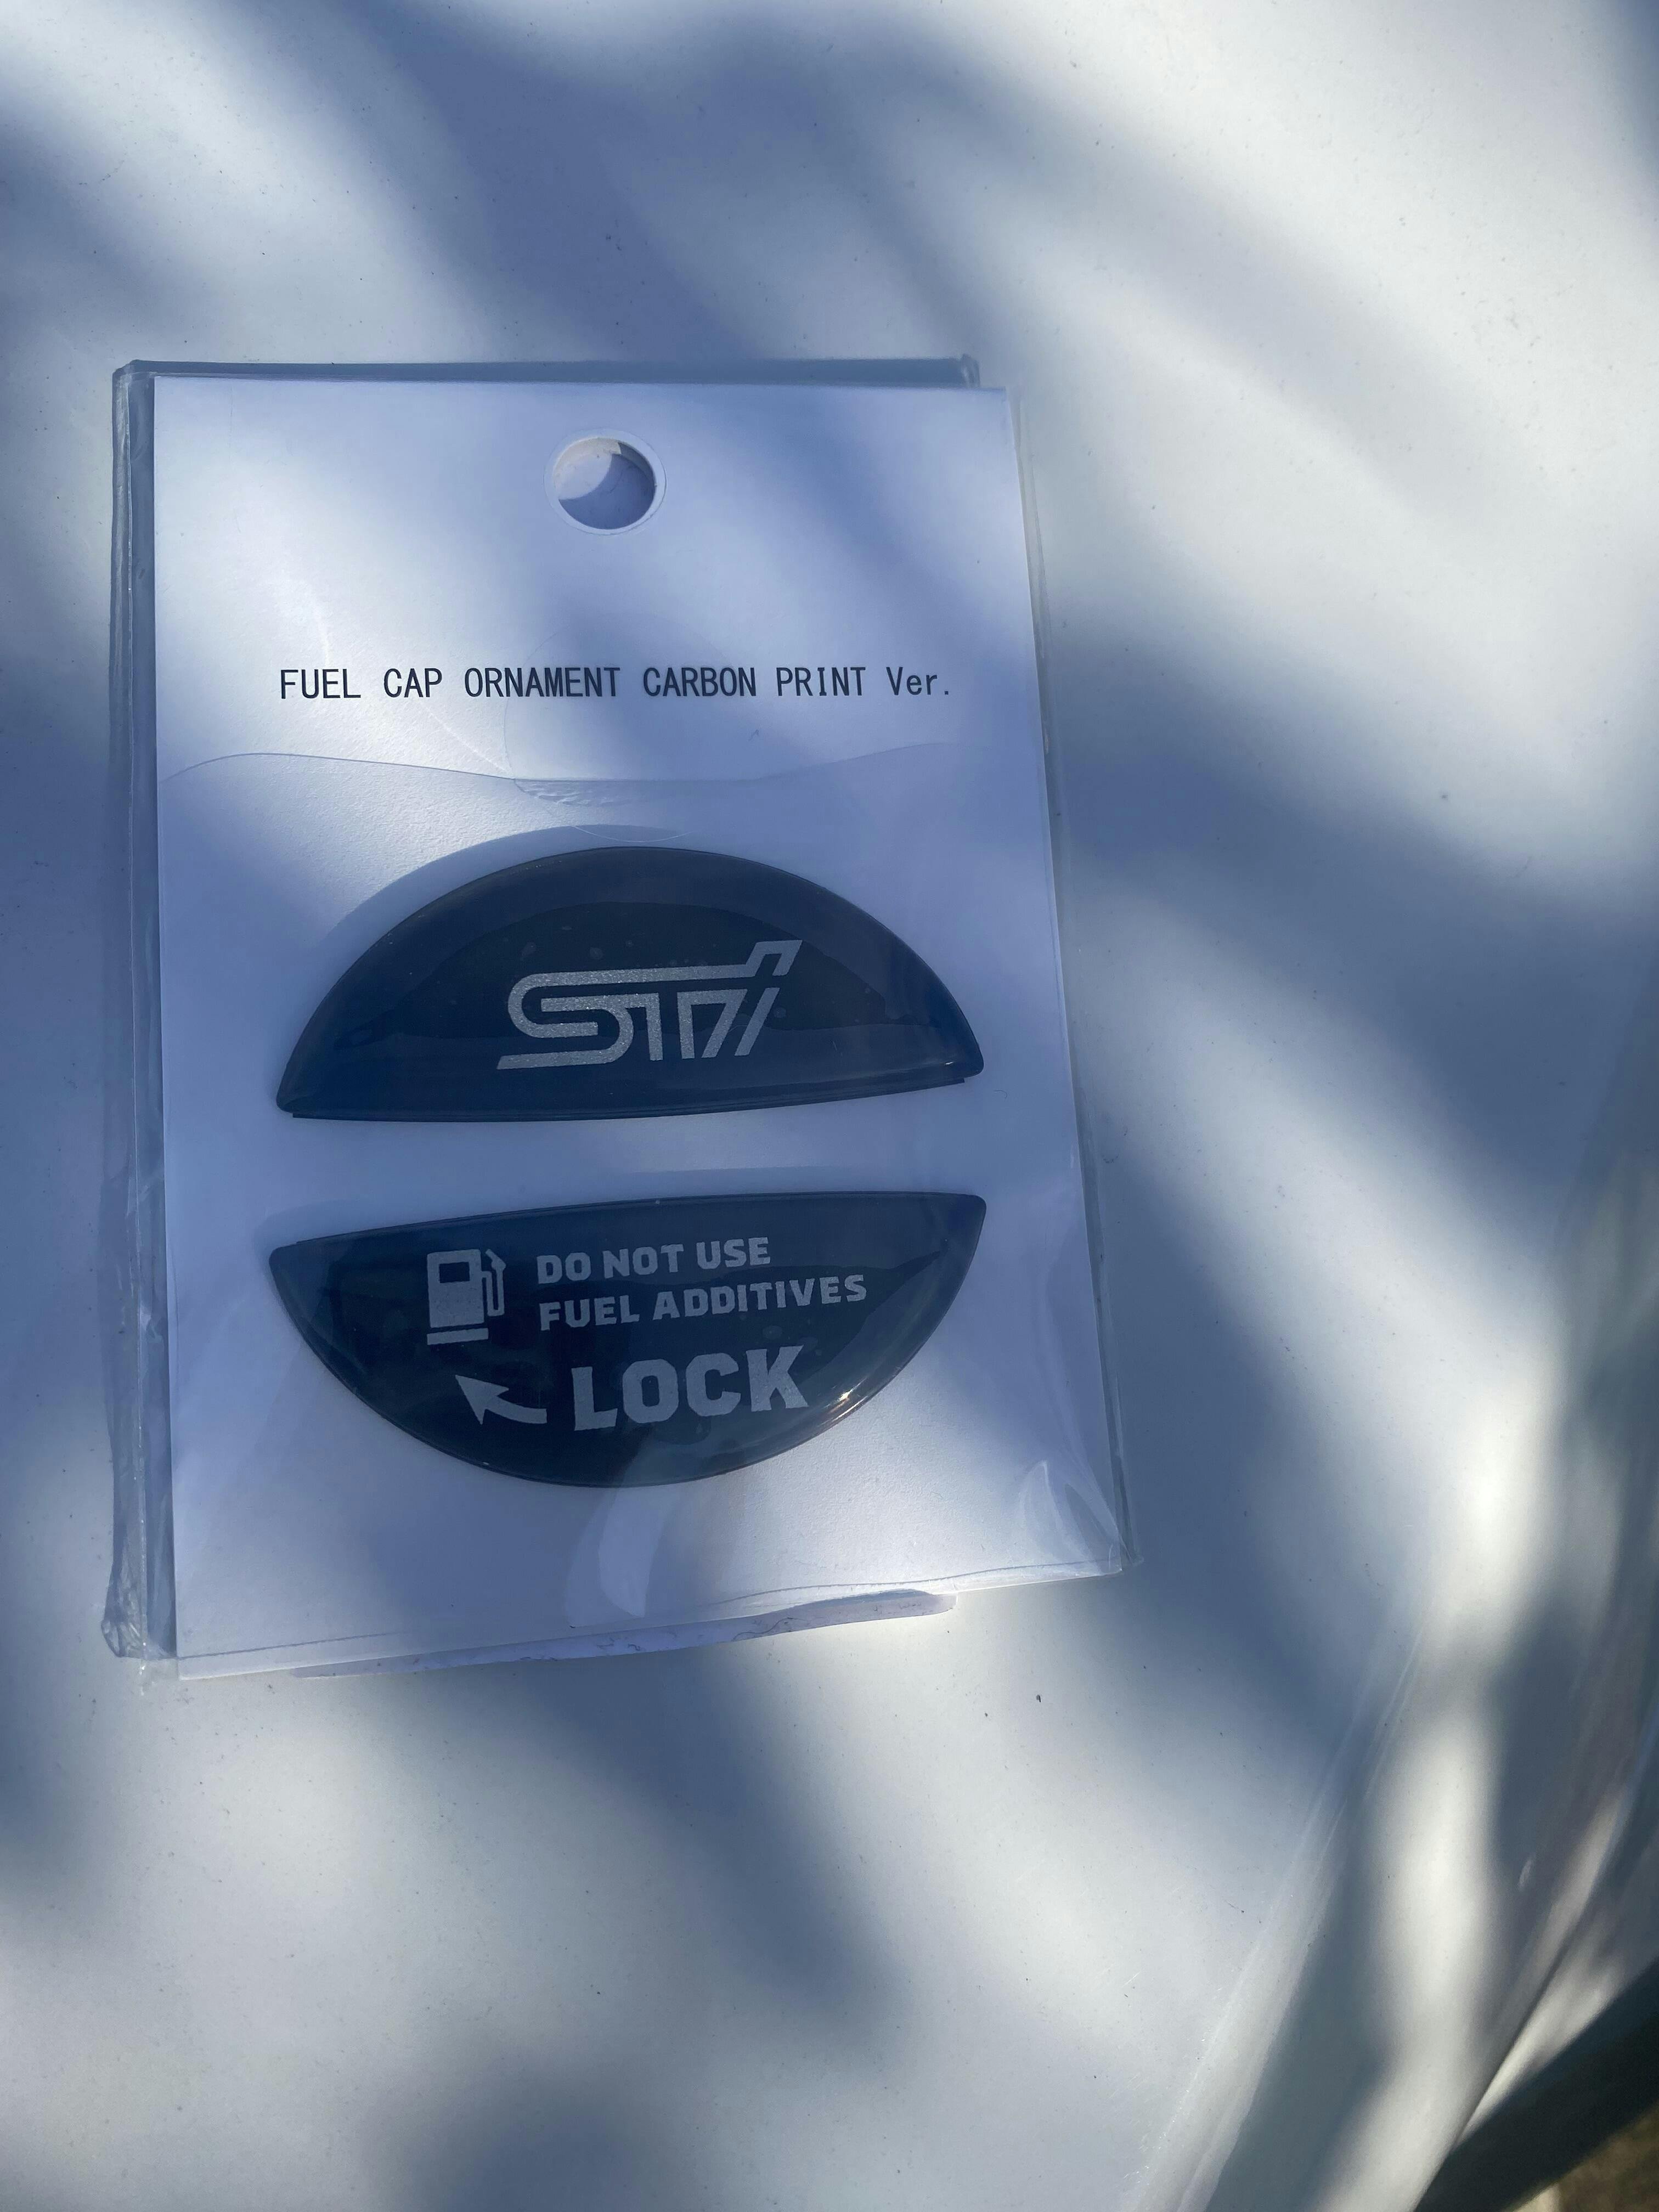 FUEL CAP ORNAMENT CARBON PRINT Ver.
STi
DO NOT USE
FUEL ADDITIVES
LOCK